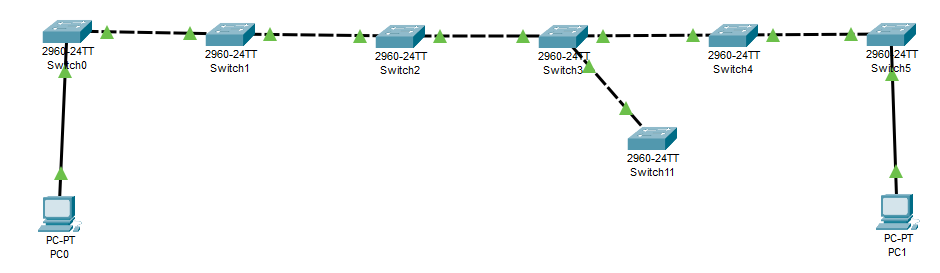 2960-24TT
Switch0
2960-24TT
Switch1
2960-24TT
Switch2
2960-24TT
Switch3
2960-24TT
Switch4
2960-24TT
Switch5
2960-24TT
Switch11
PC-PT
PC0
PC-PT
PC1